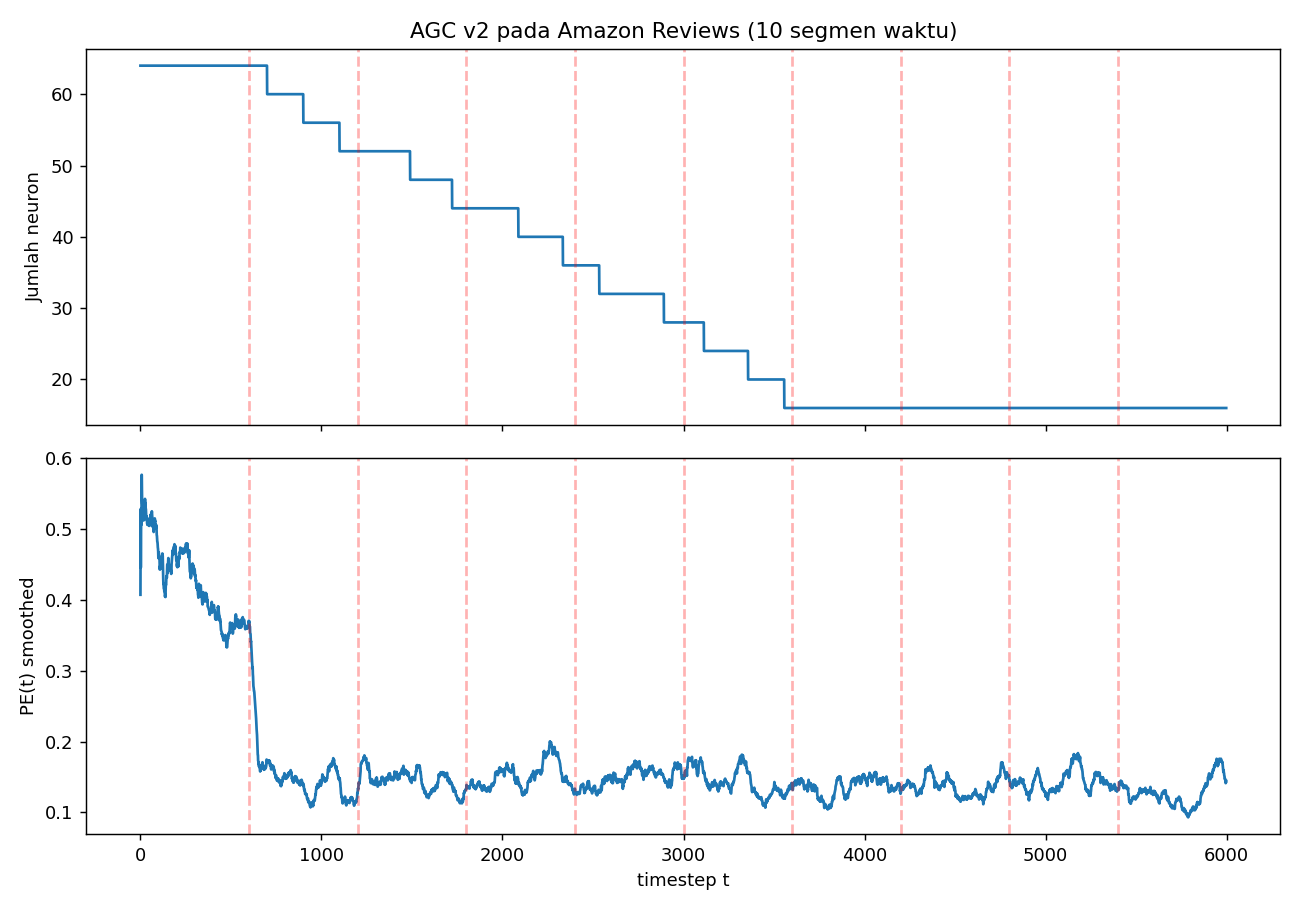 AGC v2 pada Amazon Reviews (10 segmen waktu)
60
50
40
30
20
Jumlah neuron
0.6
0.5
0.4
0.3
0.2
0.1
PE(t) smoothed
0 1000 2000 3000 4000 5000 6000
timestep t